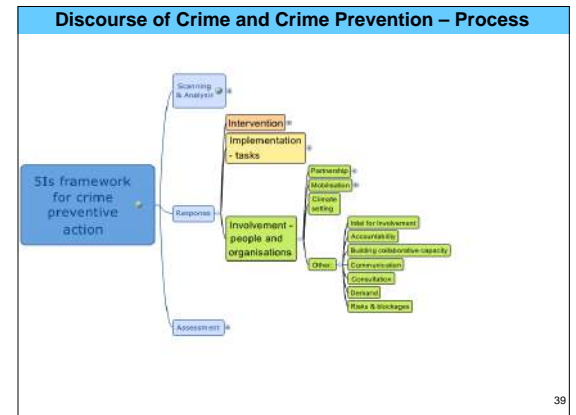 Discourse of Crime and Crime Prevention – Process
5Is framework
for crime
preventive
action
Scanning
& Analysis
Response
Assessment
Intervention
Implementation
- tasks
Involvement -
people and
organisations
Partnership
Mobilisation
Climate
setting
Other:
Intel for Involvement
Accountability
Building collaborative capacity
Communication
Consultation
Demand
Risks & blockages
39